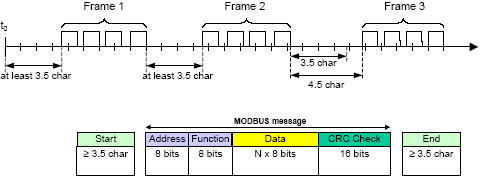 Frame 1 Frame 2 Frame 3
t0
at least 3.5 char at least 3.5 char 3.5 char
4.5 char
MODBUS message
Start Address Function Data CRC Check End
≥ 3.5 char 8 bits 8 bits N x 8 bits 16 bits ≥ 3.5 char